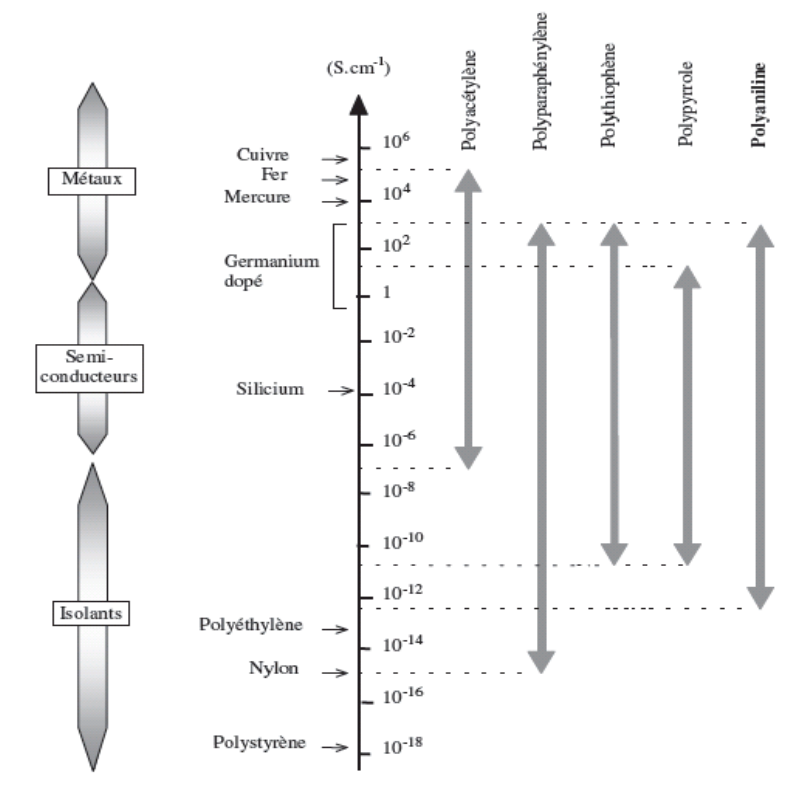 (S.cm⁻¹)
Polyacétylène
Polyparaphénylène
Polythiophène
Polypyrrole
Polyaniline
Métaux
Semi-
conducteurs
Isolants
Cuivre
Fer
Mercure
Germanium
dopé
Silicium
Polyéthylène
Nylon
Polystyrène
10⁶
10⁴
10²
1
10⁻²
10⁻⁴
10⁻⁶
10⁻⁸
10⁻¹⁰
10⁻¹²
10⁻¹⁴
10⁻¹⁶
10⁻¹⁸